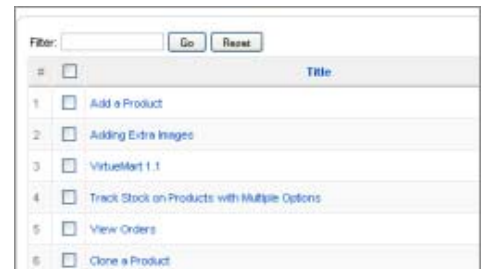 Filter: Go Reset
# Title
1 Add a Product
2 Adding Extra Images
3 VirtueMart 1.1
4 Track Stock on Products with Multiple Options
5 View Orders
6 Clone a Product